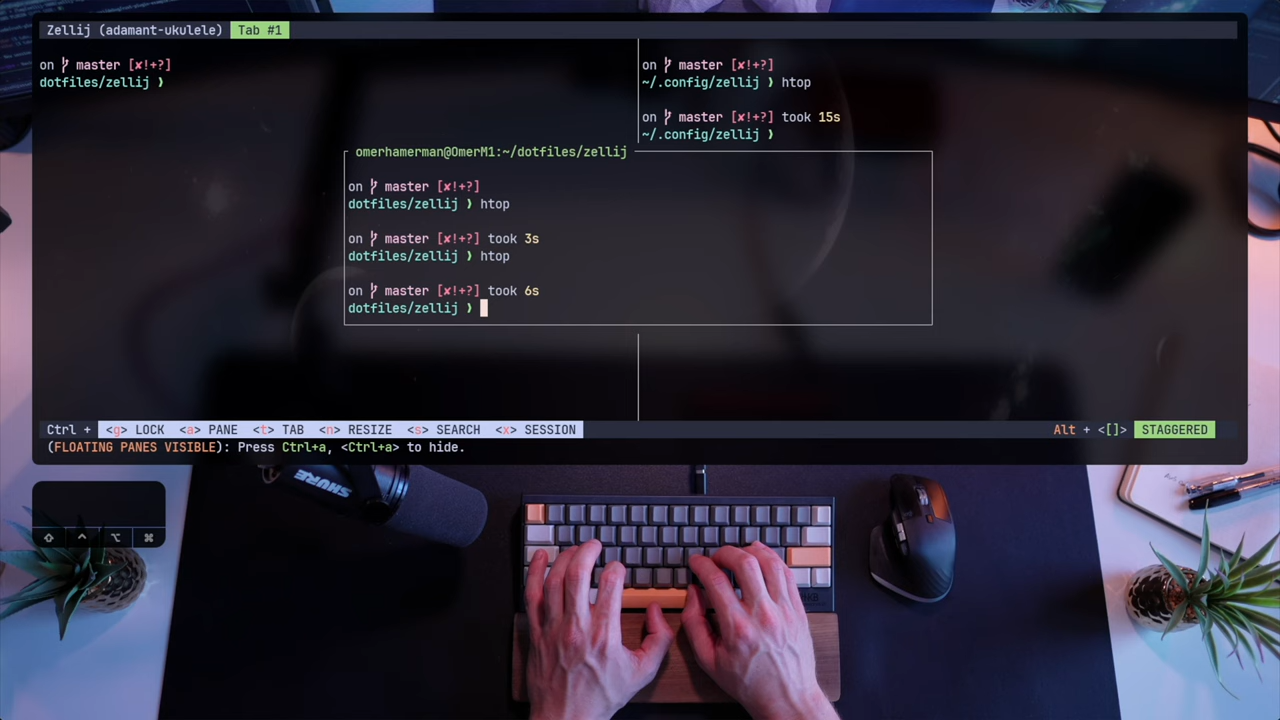 Zellij (adamant-ukulele) Tab #1
on master [✘!+?]
dotfiles/zellij ❯
on master [✘!+?]
~/.config/zellij ❯ htop
on master [✘!+?] took 15s
~/.config/zellij ❯
omerhamerman@OmerM1:~/dotfiles/zellij
on master [✘!+?]
dotfiles/zellij ❯ htop
on master [✘!+?] took 3s
dotfiles/zellij ❯ htop
on master [✘!+?] took 6s
dotfiles/zellij ❯
Ctrl + <g> LOCK <a> PANE <t> TAB <n> RESIZE <s> SEARCH <x> SESSION Alt + <[]> STAGGERED
(FLOATING PANES VISIBLE): Press Ctrl+a, <Ctrl+a> to hide.
SHURE